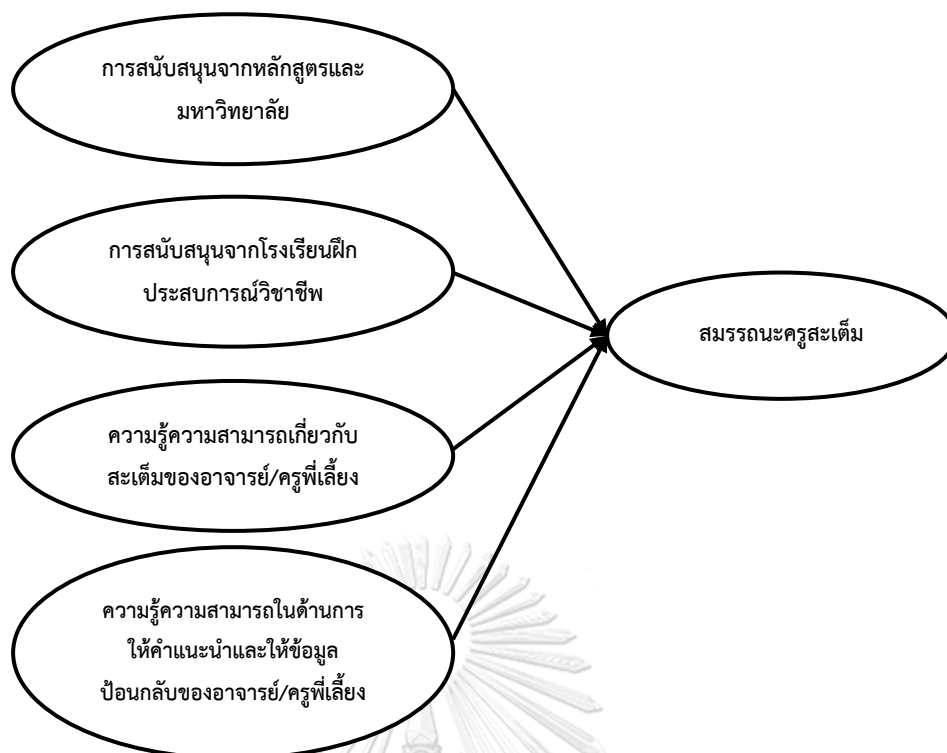 การสนับสนุนจากหลักสูตรและ
มหาวิทยาลัย
การสนับสนุนจากโรงเรียนฝึก
ประสบการณ์วิชาชีพ
สมรรถนะครูสะเต็ม
ความรู้ความสามารถเกี่ยวกับ
สะเต็มของอาจารย์/ครูพี่เลี้ยง
ความรู้ความสามารถในด้านการ
ให้คำแนะนำและให้ข้อมูล
ป้อนกลับของอาจารย์/ครูพี่เลี้ยง